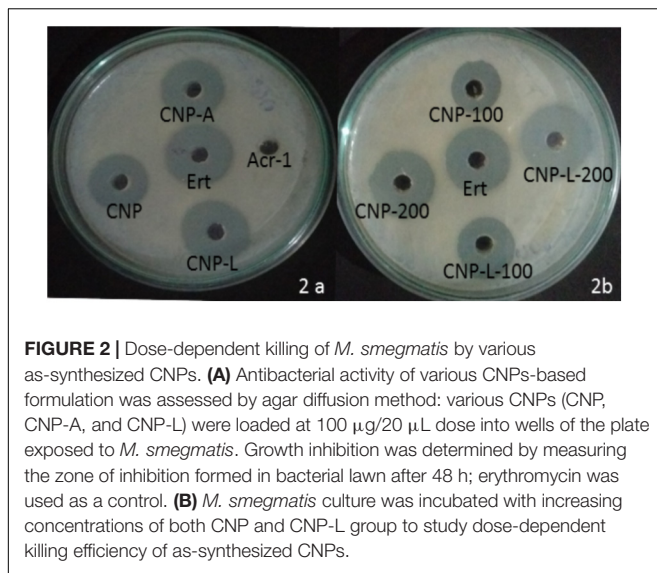 CNP-A
Acr-1
Ert
CNP
CNP-L
2 a
CNP-100
CNP-L-200
Ert
CNP-200
CNP-L-100
2b
FIGURE 2 | Dose-dependent killing of M. smegmatis by various
as-synthesized CNPs. (A) Antibacterial activity of various CNPs-based
formulation was assessed by agar diffusion method: various CNPs (CNP,
CNP-A, and CNP-L) were loaded at 100 μg/20 μL dose into wells of the plate
exposed to M. smegmatis. Growth inhibition was determined by measuring
the zone of inhibition formed in bacterial lawn after 48 h; erythromycin was
used as a control. (B) M. smegmatis culture was incubated with increasing
concentrations of both CNP and CNP-L group to study dose-dependent
killing efficiency of as-synthesized CNPs.